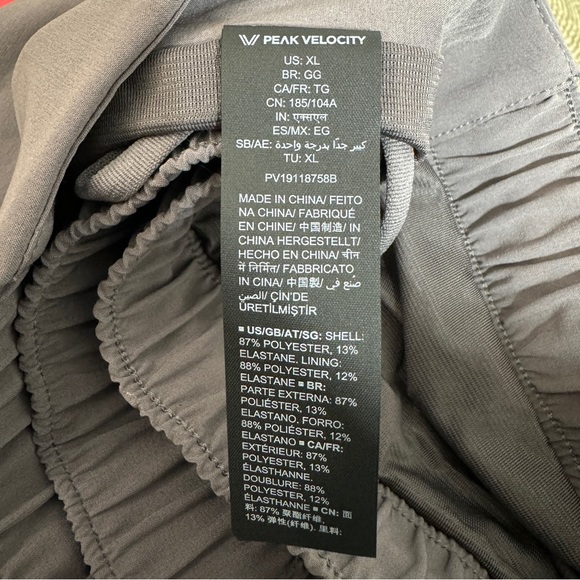 PEAK VELOCITY
US: XL
BR: GG
CA/FR: TG
CN: 185/104A
IN: एक्सएल
ES/MX: EG
SB/AE: كبير جدًا بدرجة واحدة
TU: XL
PV19118758B
MADE IN CHINA/ FEITO
NA CHINA/ FABRIQUÉ
EN CHINE/ 中国制造/ IN
CHINA HERGESTELLT/
HECHO EN CHINA/ चीन
में निर्मित/ FABBRICATO
IN CINA/ 中国製/ صنع في
الصين/ ÇİN'DE
ÜRETİLMİŞTİR
▪ US/GB/AT/SG: SHELL:
87% POLYESTER, 13%
ELASTANE. LINING:
88% POLYESTER, 12%
ELASTANE ▪ BR:
PARTE EXTERNA: 87%
POLIÉSTER, 13%
ELASTANO. FORRO:
88% POLIÉSTER, 12%
ELASTANO ▪ CA/FR:
EXTÉRIEUR: 87%
POLYESTER, 13%
ÉLASTHANNE.
DOUBLURE: 88%
POLYESTER, 12%
ÉLASTHANNE ▪ CN: 面
料: 87% 聚酯纤维,
13% 弹性(纤维). 里料: